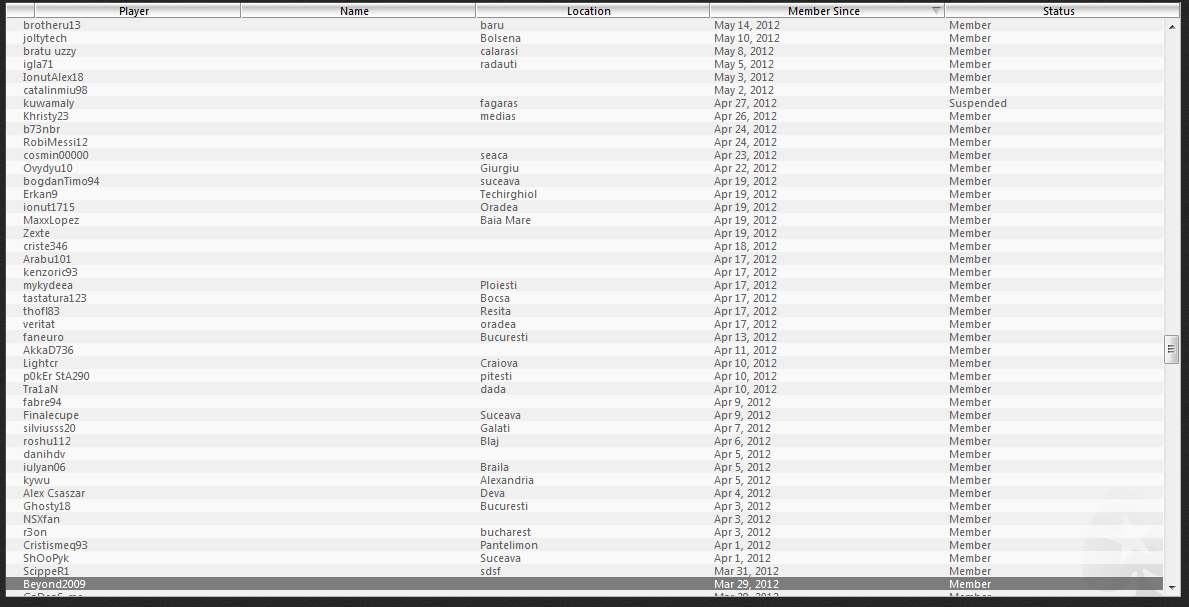 Player Name Location Member Since Status
brotheru13 baru May 14, 2012 Member
joltytech Bolsena May 10, 2012 Member
bratu uzzy calarasi May 8, 2012 Member
igla71 radauti May 5, 2012 Member
IonutAlex18 May 3, 2012 Member
catalinmiu98 May 2, 2012 Member
kuwamaly fagaras Apr 27, 2012 Suspended
Khristy23 medias Apr 26, 2012 Member
b73nbr Apr 24, 2012 Member
RobiMessi12 Apr 24, 2012 Member
cosmin00000 seaca Apr 23, 2012 Member
Ovydyu10 Giurgiu Apr 22, 2012 Member
bogdanTimo94 suceava Apr 19, 2012 Member
Erkan9 Techirghiol Apr 19, 2012 Member
ionut1715 Oradea Apr 19, 2012 Member
MaxxLopez Baia Mare Apr 19, 2012 Member
Zexte Apr 19, 2012 Member
criste346 Apr 18, 2012 Member
Arabu101 Apr 17, 2012 Member
kenzoric93 Apr 17, 2012 Member
mykydeea Ploiesti Apr 17, 2012 Member
tastatura123 Bocsa Apr 17, 2012 Member
thofl83 Resita Apr 17, 2012 Member
veritat oradea Apr 17, 2012 Member
faneuro Bucuresti Apr 13, 2012 Member
AkkaD736 Apr 11, 2012 Member
Lightcr Craiova Apr 10, 2012 Member
p0kEr StA290 pitesti Apr 10, 2012 Member
Tra1aN dada Apr 10, 2012 Member
fabre94 Apr 9, 2012 Member
Finalecupe Suceava Apr 9, 2012 Member
silviusss20 Galati Apr 7, 2012 Member
roshu112 Blaj Apr 6, 2012 Member
danihdv Apr 5, 2012 Member
iulyan06 Braila Apr 5, 2012 Member
kywu Alexandria Apr 5, 2012 Member
Alex Csaszar Deva Apr 4, 2012 Member
Ghosty18 Bucuresti Apr 3, 2012 Member
NSXfan Apr 3, 2012 Member
r3on bucharest Apr 3, 2012 Member
Cristismeq93 Pantelimon Apr 1, 2012 Member
ShOoPyk Suceava Apr 1, 2012 Member
ScippeR1 sdsf Mar 31, 2012 Member
Beyond2009 Mar 29, 2012 Member